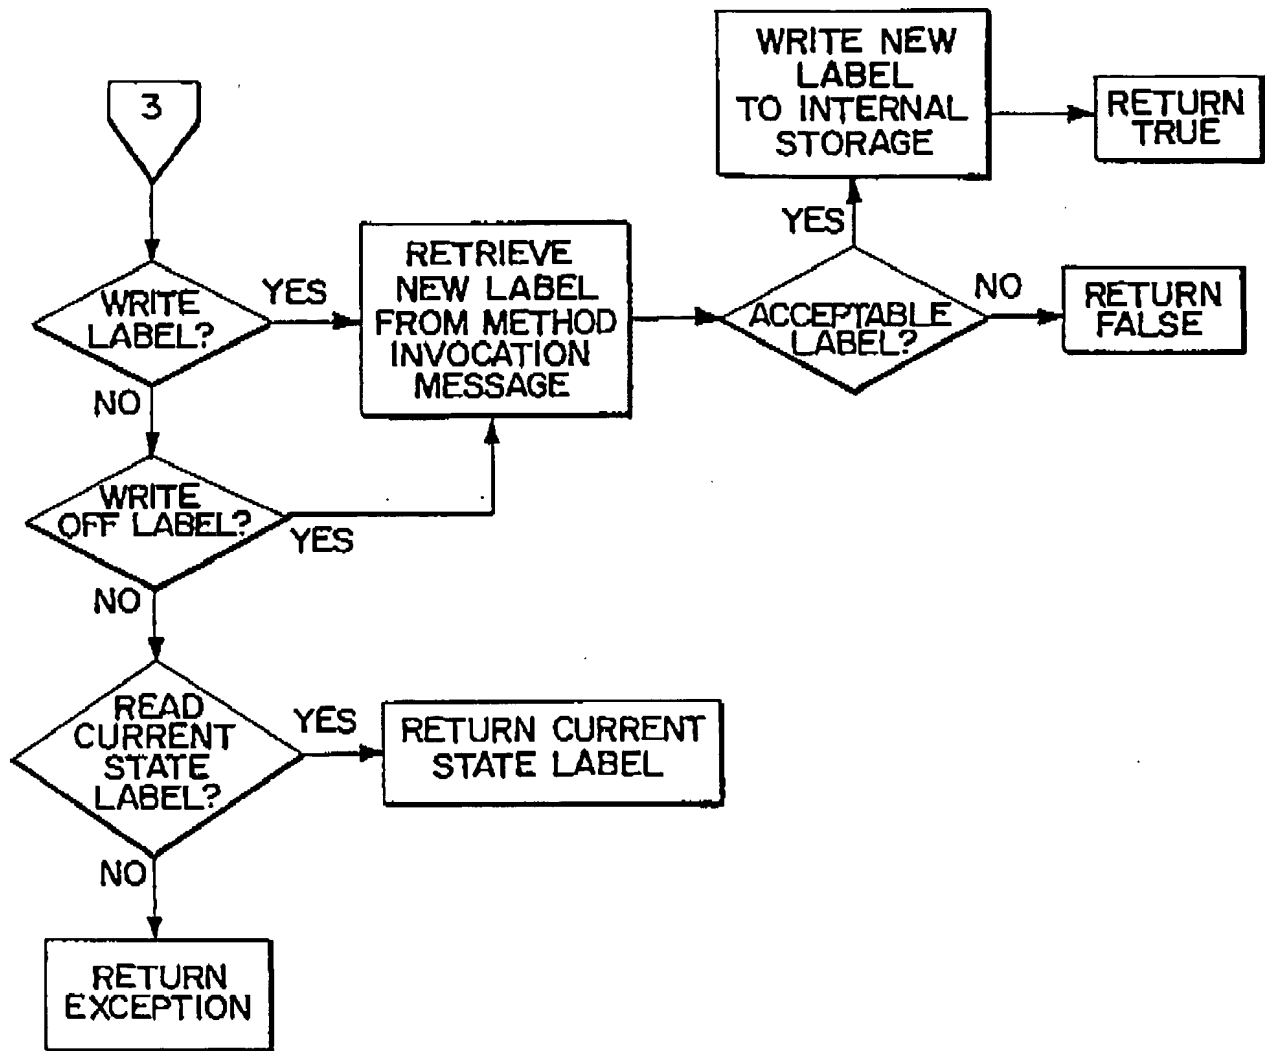 3
WRITE
LABEL?
YES
NO
RETRIEVE
NEW LABEL
FROM METHOD
INVOCATION
MESSAGE
ACCEPTABLE
LABEL?
YES
WRITE NEW
LABEL
TO INTERNAL
STORAGE
RETURN
TRUE
NO
RETURN
FALSE
WRITE
OFF LABEL?
YES
NO
READ
CURRENT
STATE
LABEL?
YES
RETURN CURRENT
STATE LABEL
NO
RETURN
EXCEPTION